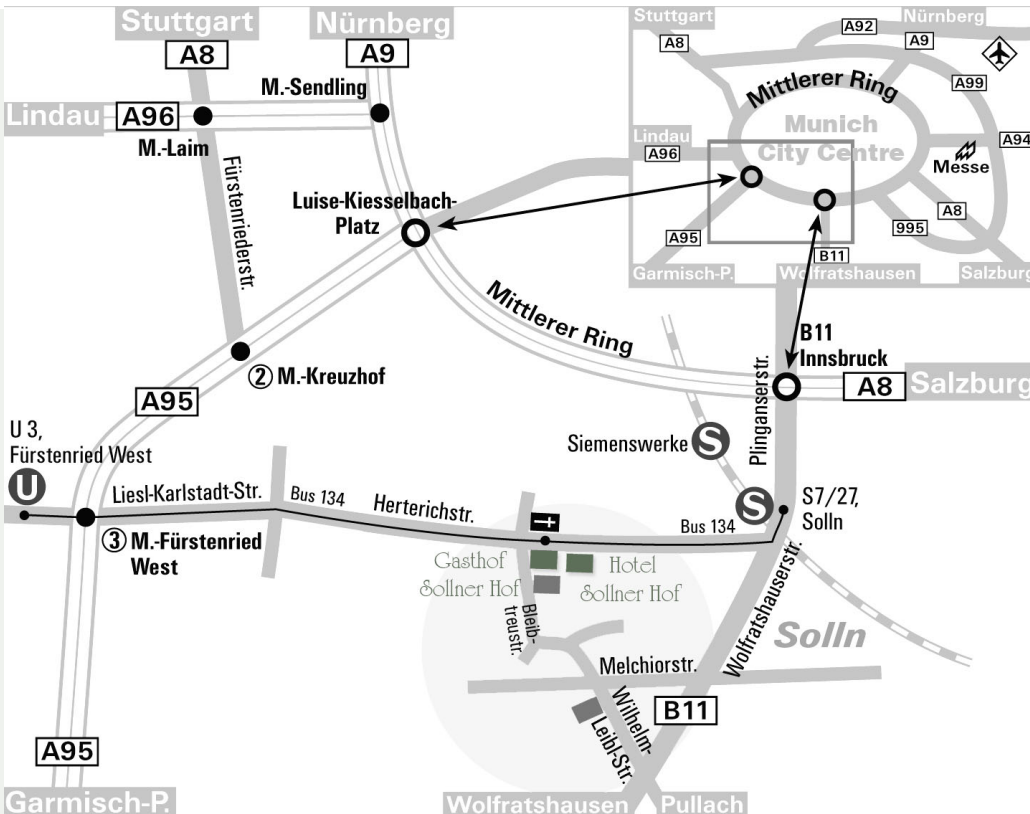 Stuttgart
A8
Nürnberg
A9
M.-Sendling
Lindau
A96
M.-Laim
Fürstenriederstr.
Luise-Kiesselbach-
Platz
Mittlerer Ring
② M.-Kreuzhof
A95
U 3,
Fürstenried West
U
Liesl-Karlstadt-Str.
Bus 134
Herterichstr.
③ M.-Fürstenried
West
A95
Garmisch-P.
Stuttgart
A8
A92
Nürnberg
A9
A99
Mittlerer Ring
Munich
City Centre
Lindau
A96
A94
Messe
A95
B11
995
A8
Garmisch-P.
Wolfratshausen
Salzburg
B11
Innsbruck
A8
Salzburg
Plinganserstr.
Siemenswerke
S
S
S7/27,
Solln
Bus 134
Gasthof
Sollner Hof
Hotel
Sollner Hof
Bleib-
treustr.
Wolfratshauserstr.
Solln
Melchiorstr.
B11
Wilhelm-
Leibl-Str.
Wolfratshausen
Pullach